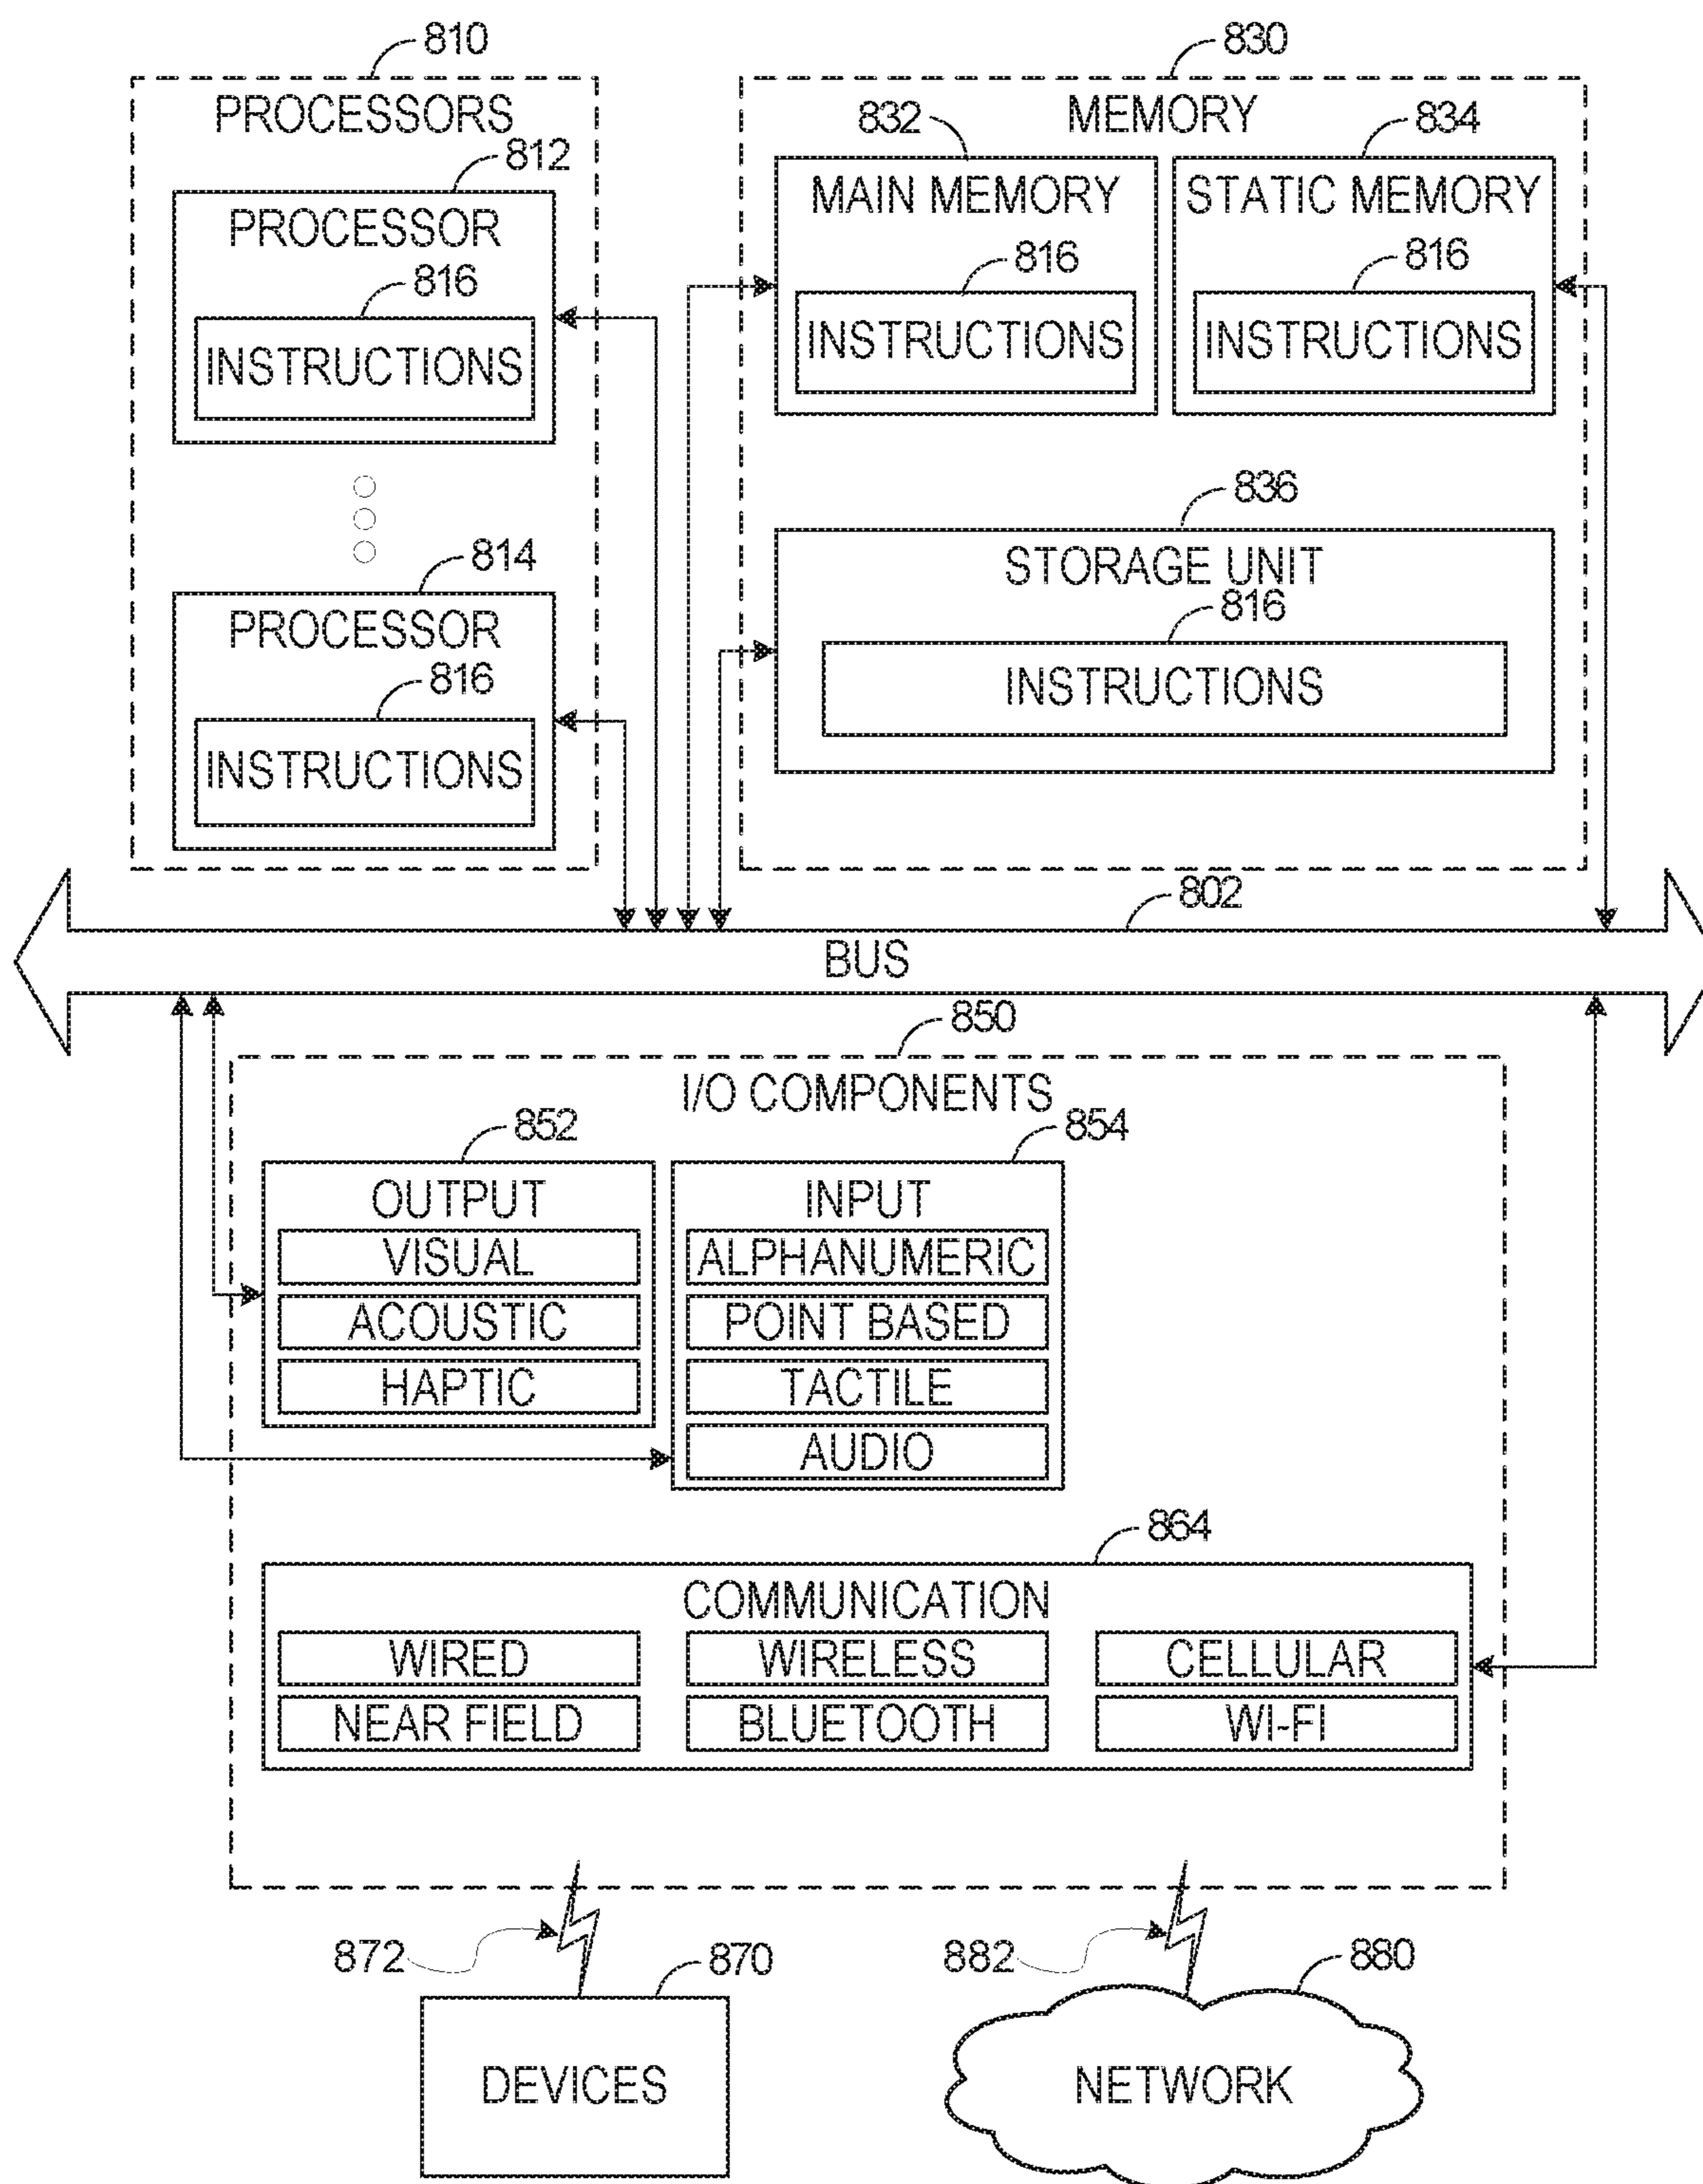 810
PROCESSORS
812
PROCESSOR
816
INSTRUCTIONS
814
PROCESSOR
816
INSTRUCTIONS
830
MEMORY
832
MAIN MEMORY
816
INSTRUCTIONS
834
STATIC MEMORY
816
INSTRUCTIONS
836
STORAGE UNIT
816
INSTRUCTIONS
802
BUS
850
I/O COMPONENTS
852
OUTPUT
VISUAL
ACOUSTIC
HAPTIC
854
INPUT
ALPHANUMERIC
POINT BASED
TACTILE
AUDIO
864
COMMUNICATION
WIRED
WIRELESS
CELLULAR
NEAR FIELD
BLUETOOTH
WI-FI
872
870
DEVICES
882
880
NETWORK